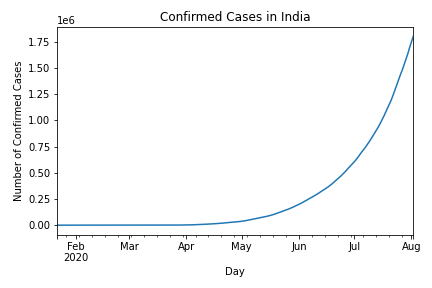 Confirmed Cases in India
1e6
1.75
1.50
1.25
1.00
0.75
0.50
0.25
0.00
Number of Confirmed Cases
Feb Mar Apr May Jun Jul Aug
2020
Day